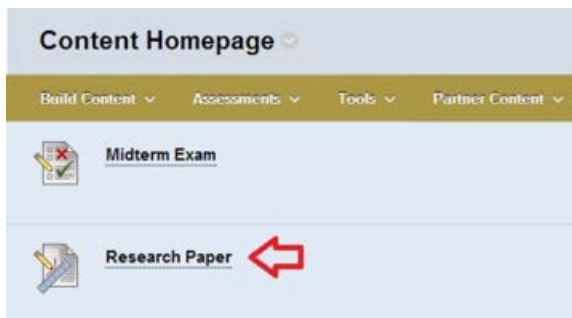 Content Homepage
Build Content Assessments Tools Partner Content
Midterm Exam
Research Paper